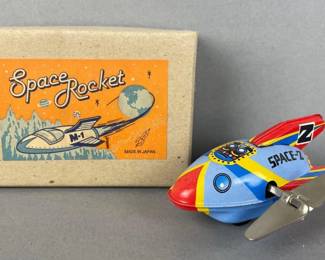 Space Rocket
M-1
MADE IN JAPAN
Z
SPACE-Z